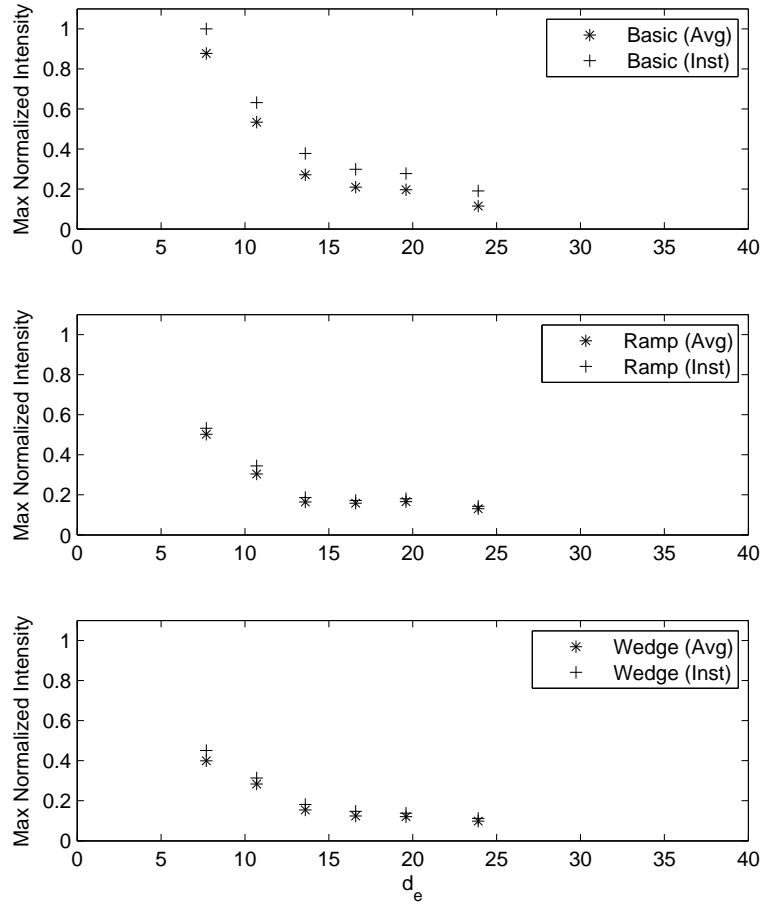 Max Normalized Intensity
1
0.8
0.6
0.4
0.2
0
0 5 10 15 20 25 30 35 40
Basic (Avg)
Basic (Inst)
Max Normalized Intensity
1
0.8
0.6
0.4
0.2
0
0 5 10 15 20 25 30 35 40
Ramp (Avg)
Ramp (Inst)
Max Normalized Intensity
1
0.8
0.6
0.4
0.2
0
0 5 10 15 20 25 30 35 40
Wedge (Avg)
Wedge (Inst)
d_e